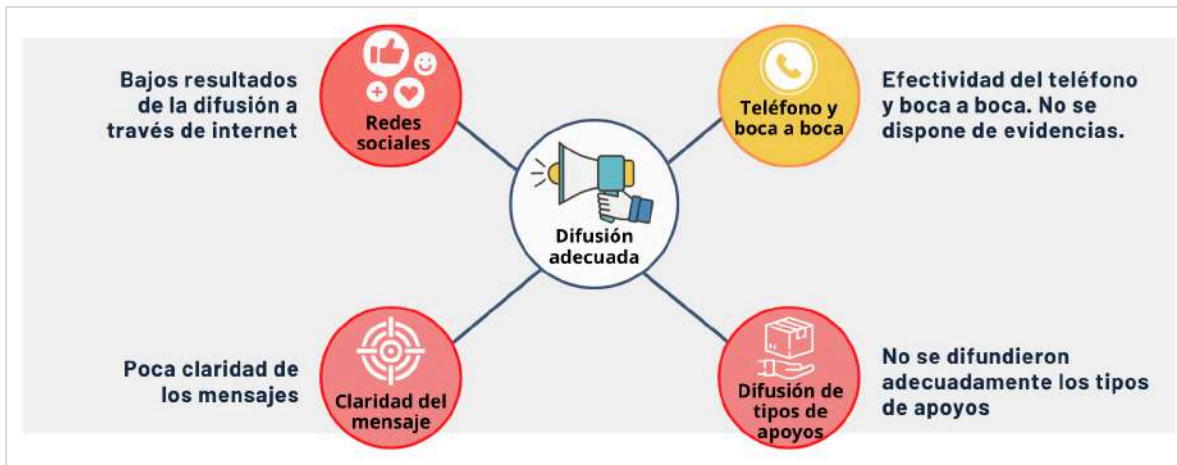 Bajos resultados
de la difusión a
través de internet
Redes
sociales
Teléfono y
boca a boca
Efectividad del teléfono
y boca a boca. No se
dispone de evidencias.
Difusión
adecuada
Poca claridad de
los mensajes
Claridad del
mensaje
Difusión de
tipos de
apoyos
No se difundieron
adecuadamente los tipos
de apoyos